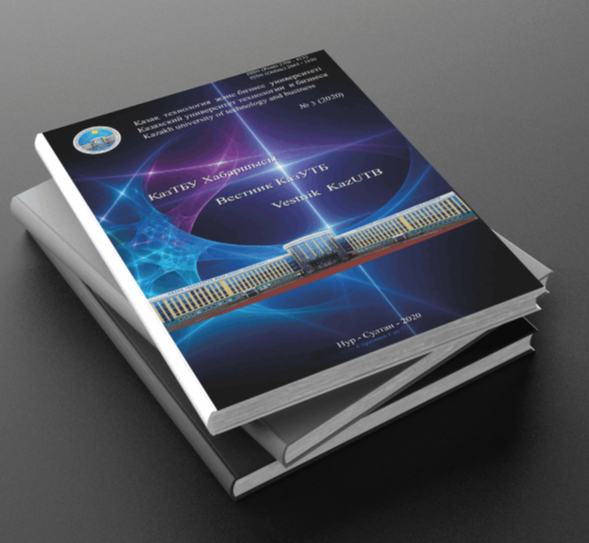 Қазақ технология және бизнес университеті
Казахский университет технологии и бизнеса
Kazakh university of technology and business
№ 3 (2020)
ҚазТБУ Хабаршысы
Вестник КазУТБ
Vestnik KazUTB
Нур - Султан - 2020